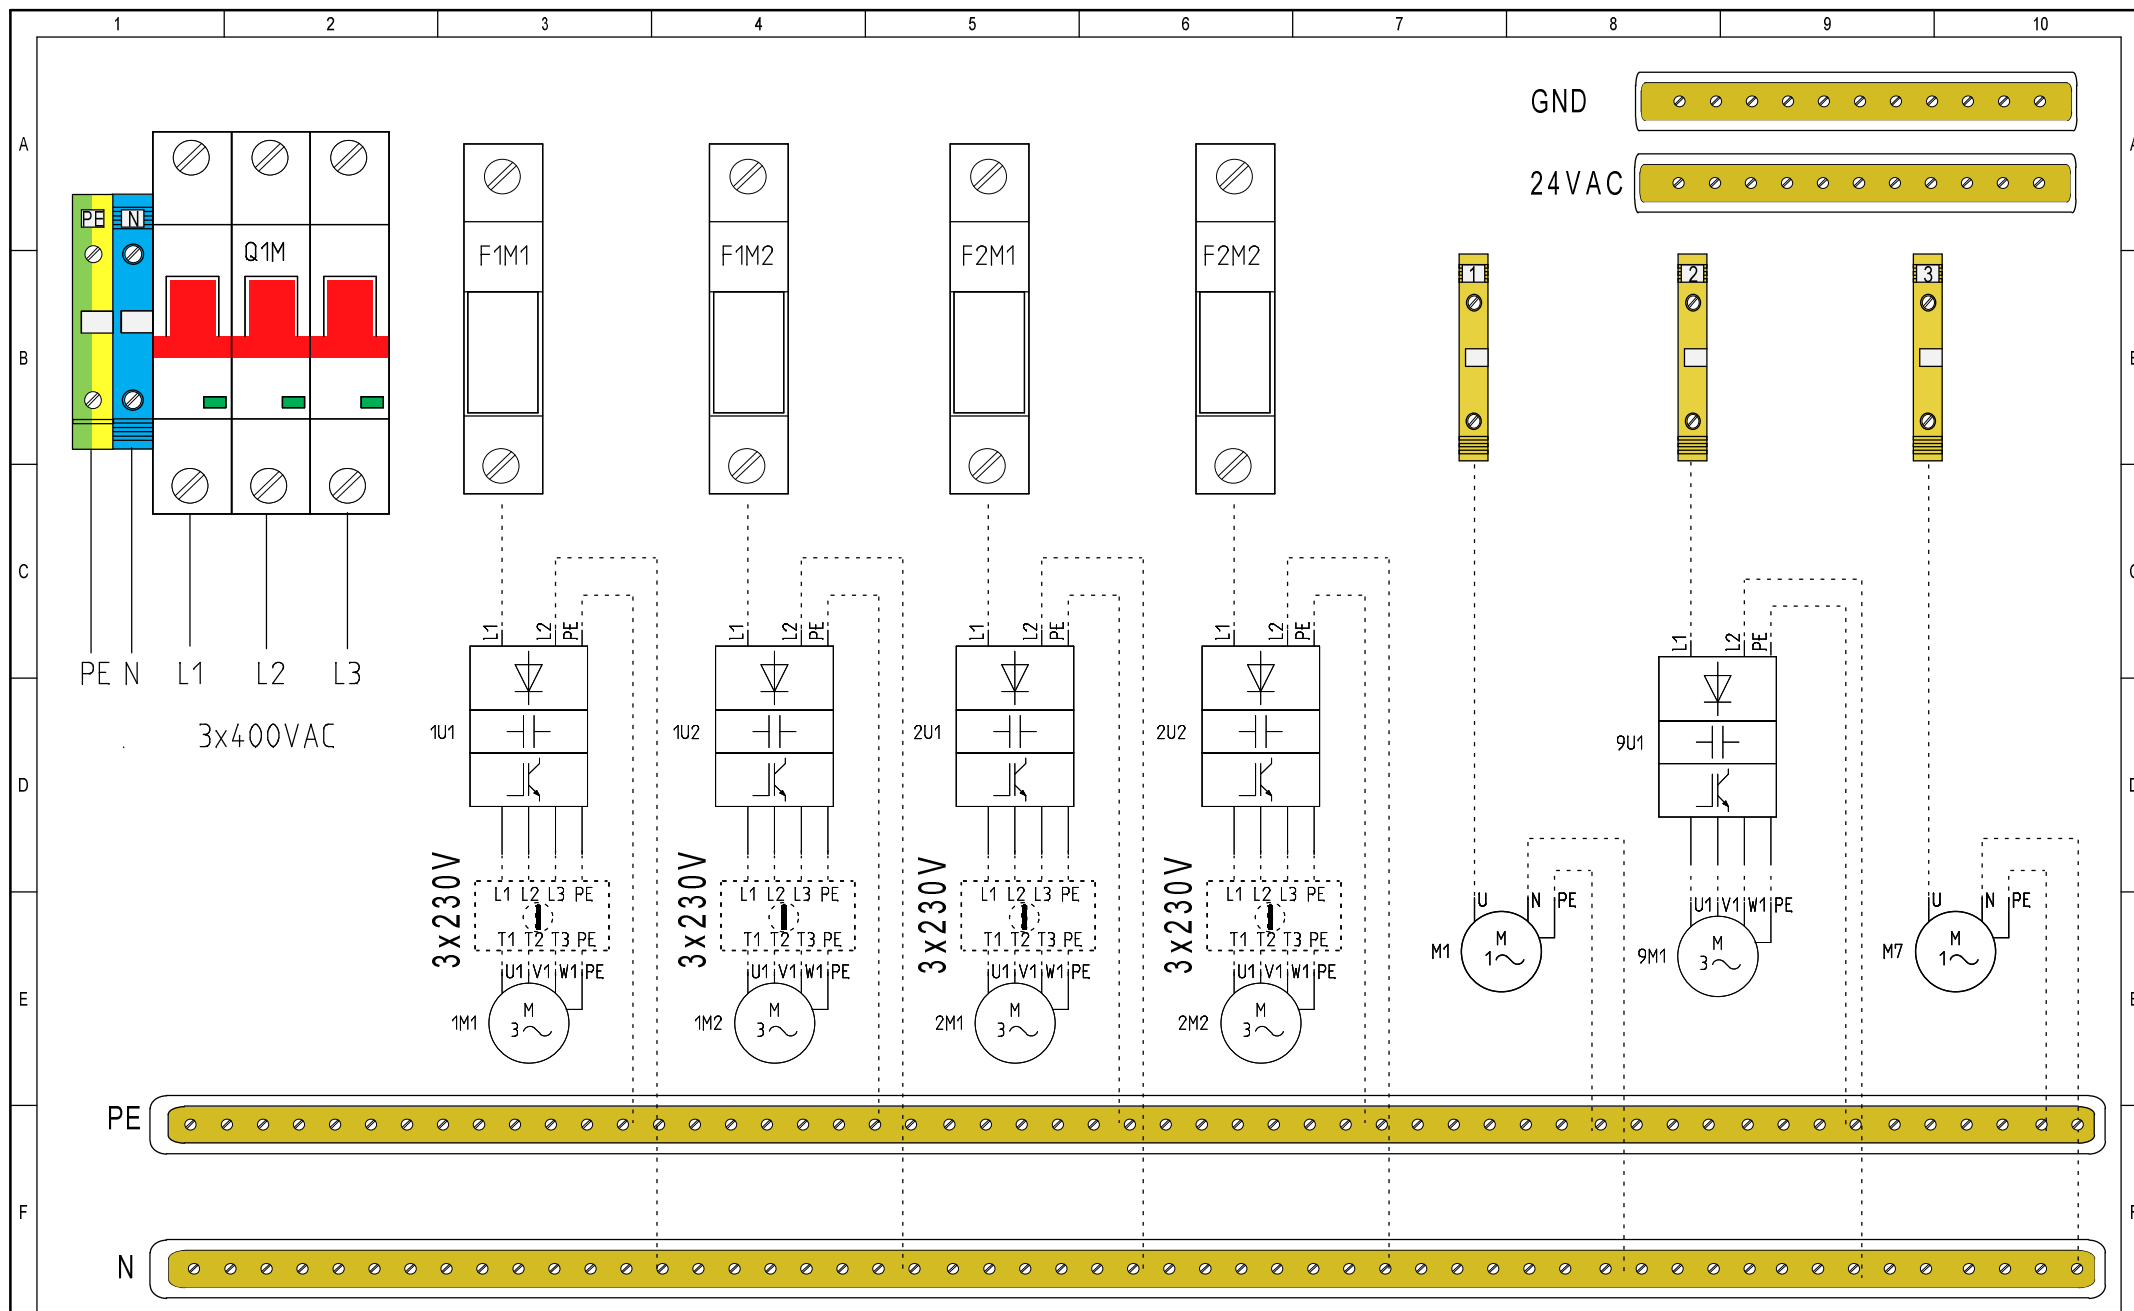 1 2 3 4 5 6 7 8 9 10
GND
A
24VAC
PE N
Q1M F1M1 F1M2 F2M1 F2M2
1 2 3
B
C
L1 L2 PE L1 L2 PE L1 L2 PE L1 L2 PE L1 L2 PE
PE N L1 L2 L3
3x400VAC
1U1 1U2 2U1 2U2 9U1
D
3x230V 3x230V 3x230V 3x230V
L1 L2 L3 PE L1 L2 L3 PE L1 L2 L3 PE L1 L2 L3 PE
U N PE U1 V1 W1 PE U N PE
T1 T2 T3 PE T1 T2 T3 PE T1 T2 T3 PE T1 T2 T3 PE
M1 M 1 9M1 M 3 M7 M 1
U1 V1 W1 PE U1 V1 W1 PE U1 V1 W1 PE U1 V1 W1 PE
E
1M1 M 3 1M2 M 3 2M1 M 3 2M2 M 3
PE
F
N